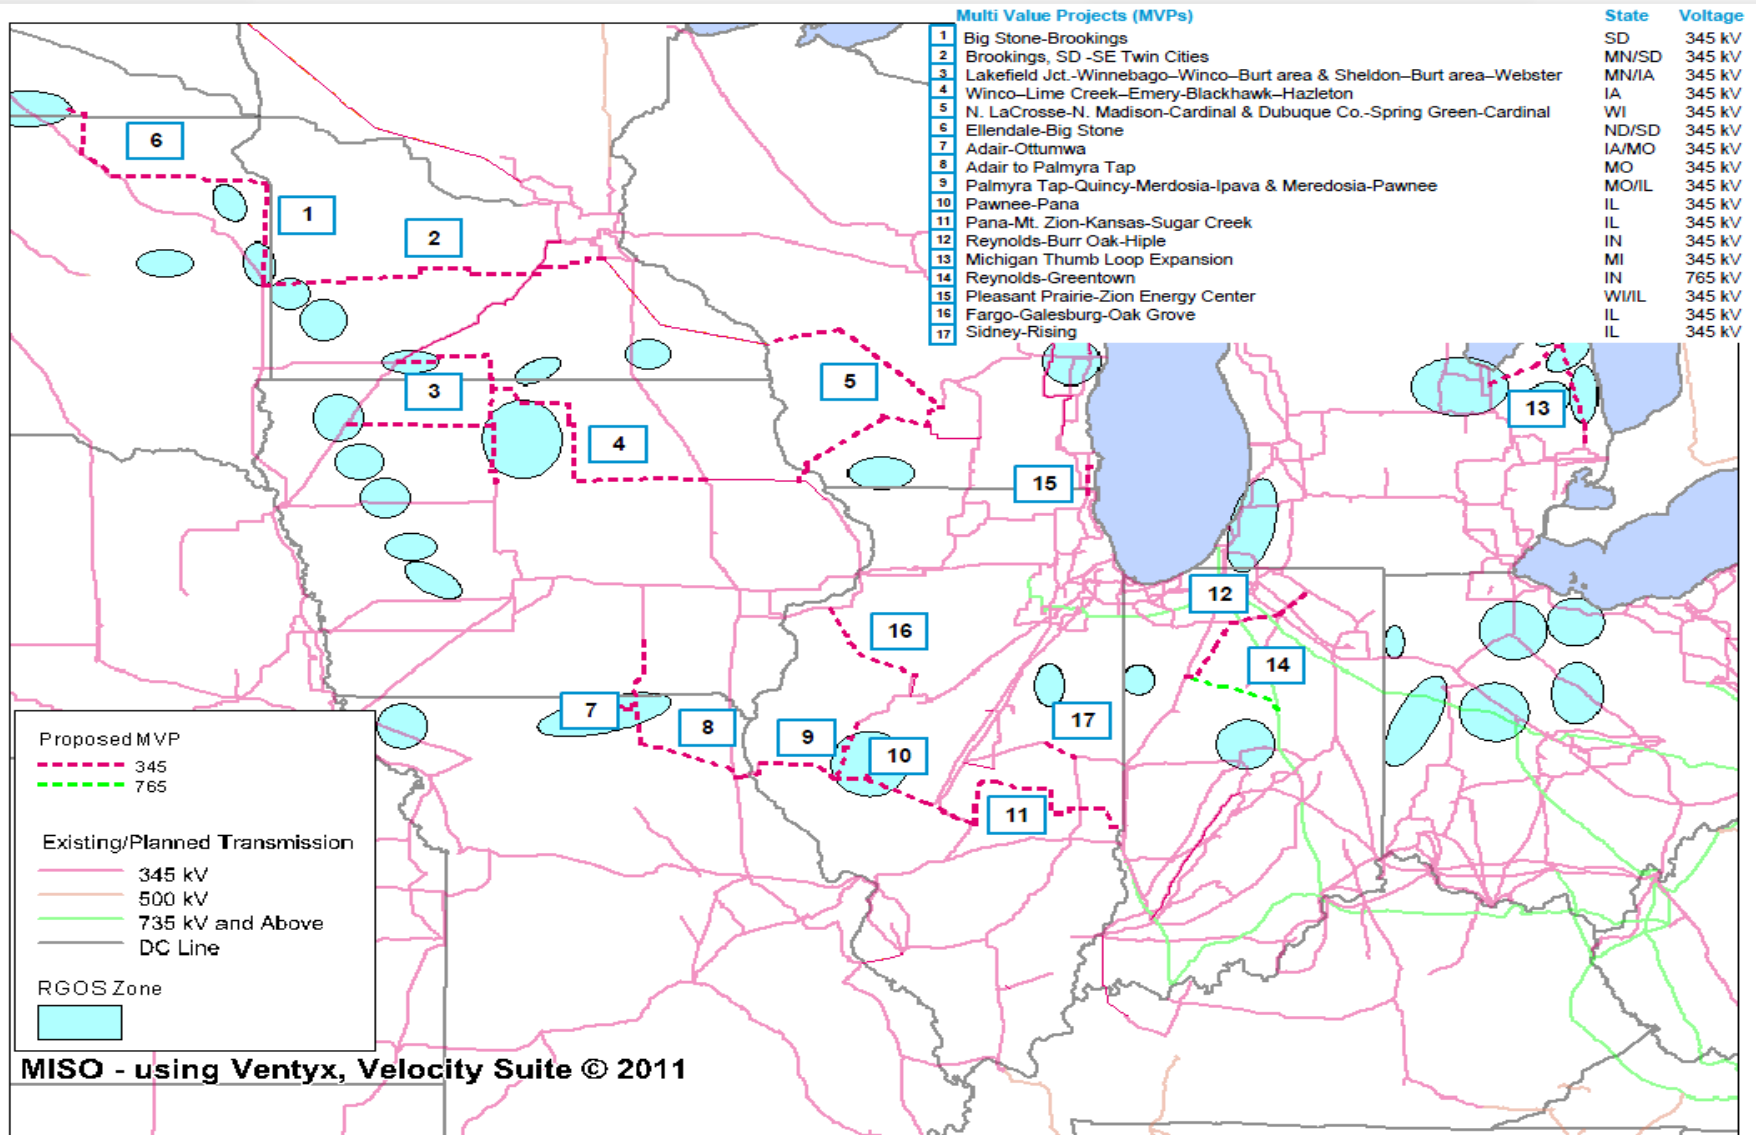 Multi Value Projects (MVPs) State Voltage
1 Big Stone-Brookings SD 345 kV
2 Brookings, SD -SE Twin Cities MN/SD 345 kV
3 Lakefield Jct.-Winnebago–Winco–Burt area & Sheldon–Burt area–Webster MN/IA 345 kV
4 Winco–Lime Creek–Emery-Blackhawk–Hazleton IA 345 kV
5 N. LaCrosse-N. Madison-Cardinal & Dubuque Co.-Spring Green-Cardinal WI 345 kV
6 Ellendale-Big Stone ND/SD 345 kV
7 Adair-Ottumwa IA/MO 345 kV
8 Adair to Palmyra Tap MO 345 kV
9 Palmyra Tap-Quincy-Merdosia-Ipava & Meredosia-Pawnee MO/IL 345 kV
10 Pawnee-Pana IL 345 kV
11 Pana-Mt. Zion-Kansas-Sugar Creek IL 345 kV
12 Reynolds-Burr Oak-Hiple IN 345 kV
13 Michigan Thumb Loop Expansion MI 345 kV
14 Reynolds-Greentown IN 765 kV
15 Pleasant Prairie-Zion Energy Center WI/IL 345 kV
16 Fargo-Galesburg-Oak Grove IL 345 kV
17 Sidney-Rising IL 345 kV
6
1
2
3
5
4
13
15
12
16
14
7
8
9
10
17
11
Proposed MVP
345
765
Existing/Planned Transmission
345 kV
500 kV
735 kV and Above
DC Line
RGOS Zone
MISO - using Ventyx, Velocity Suite © 2011